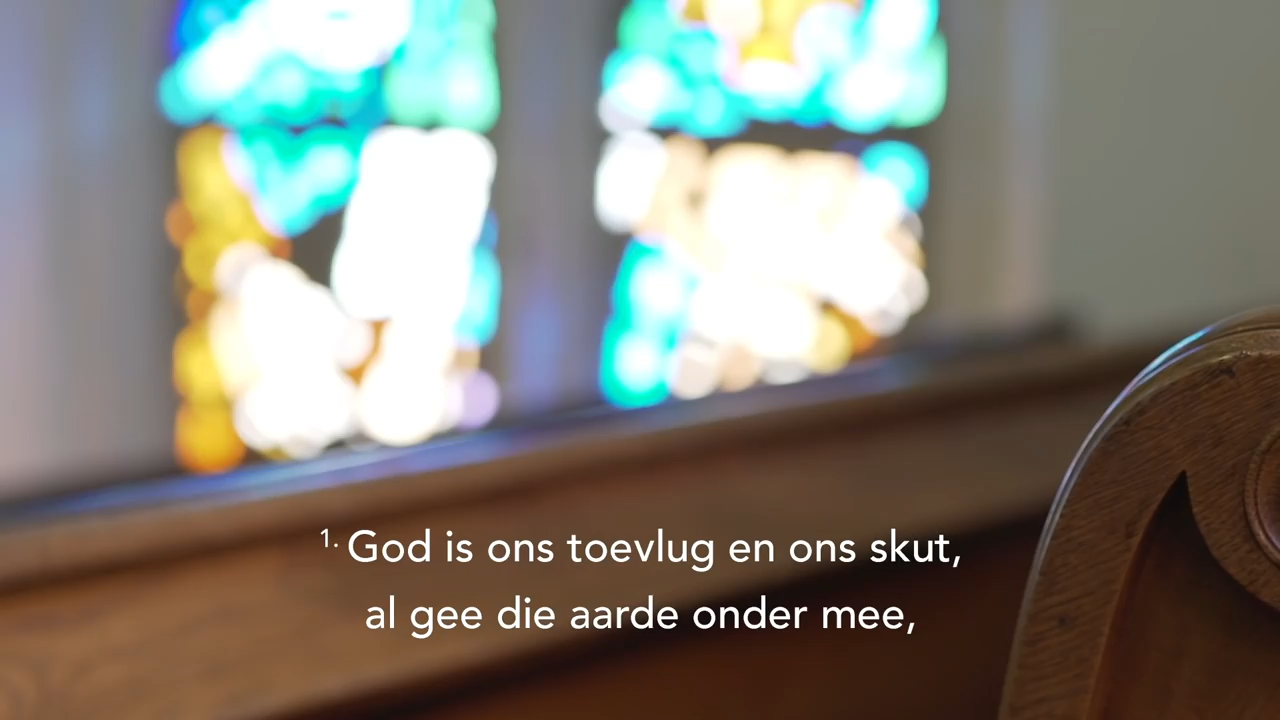 1. God is ons toevlug en ons skut,
al gee die aarde onder mee,